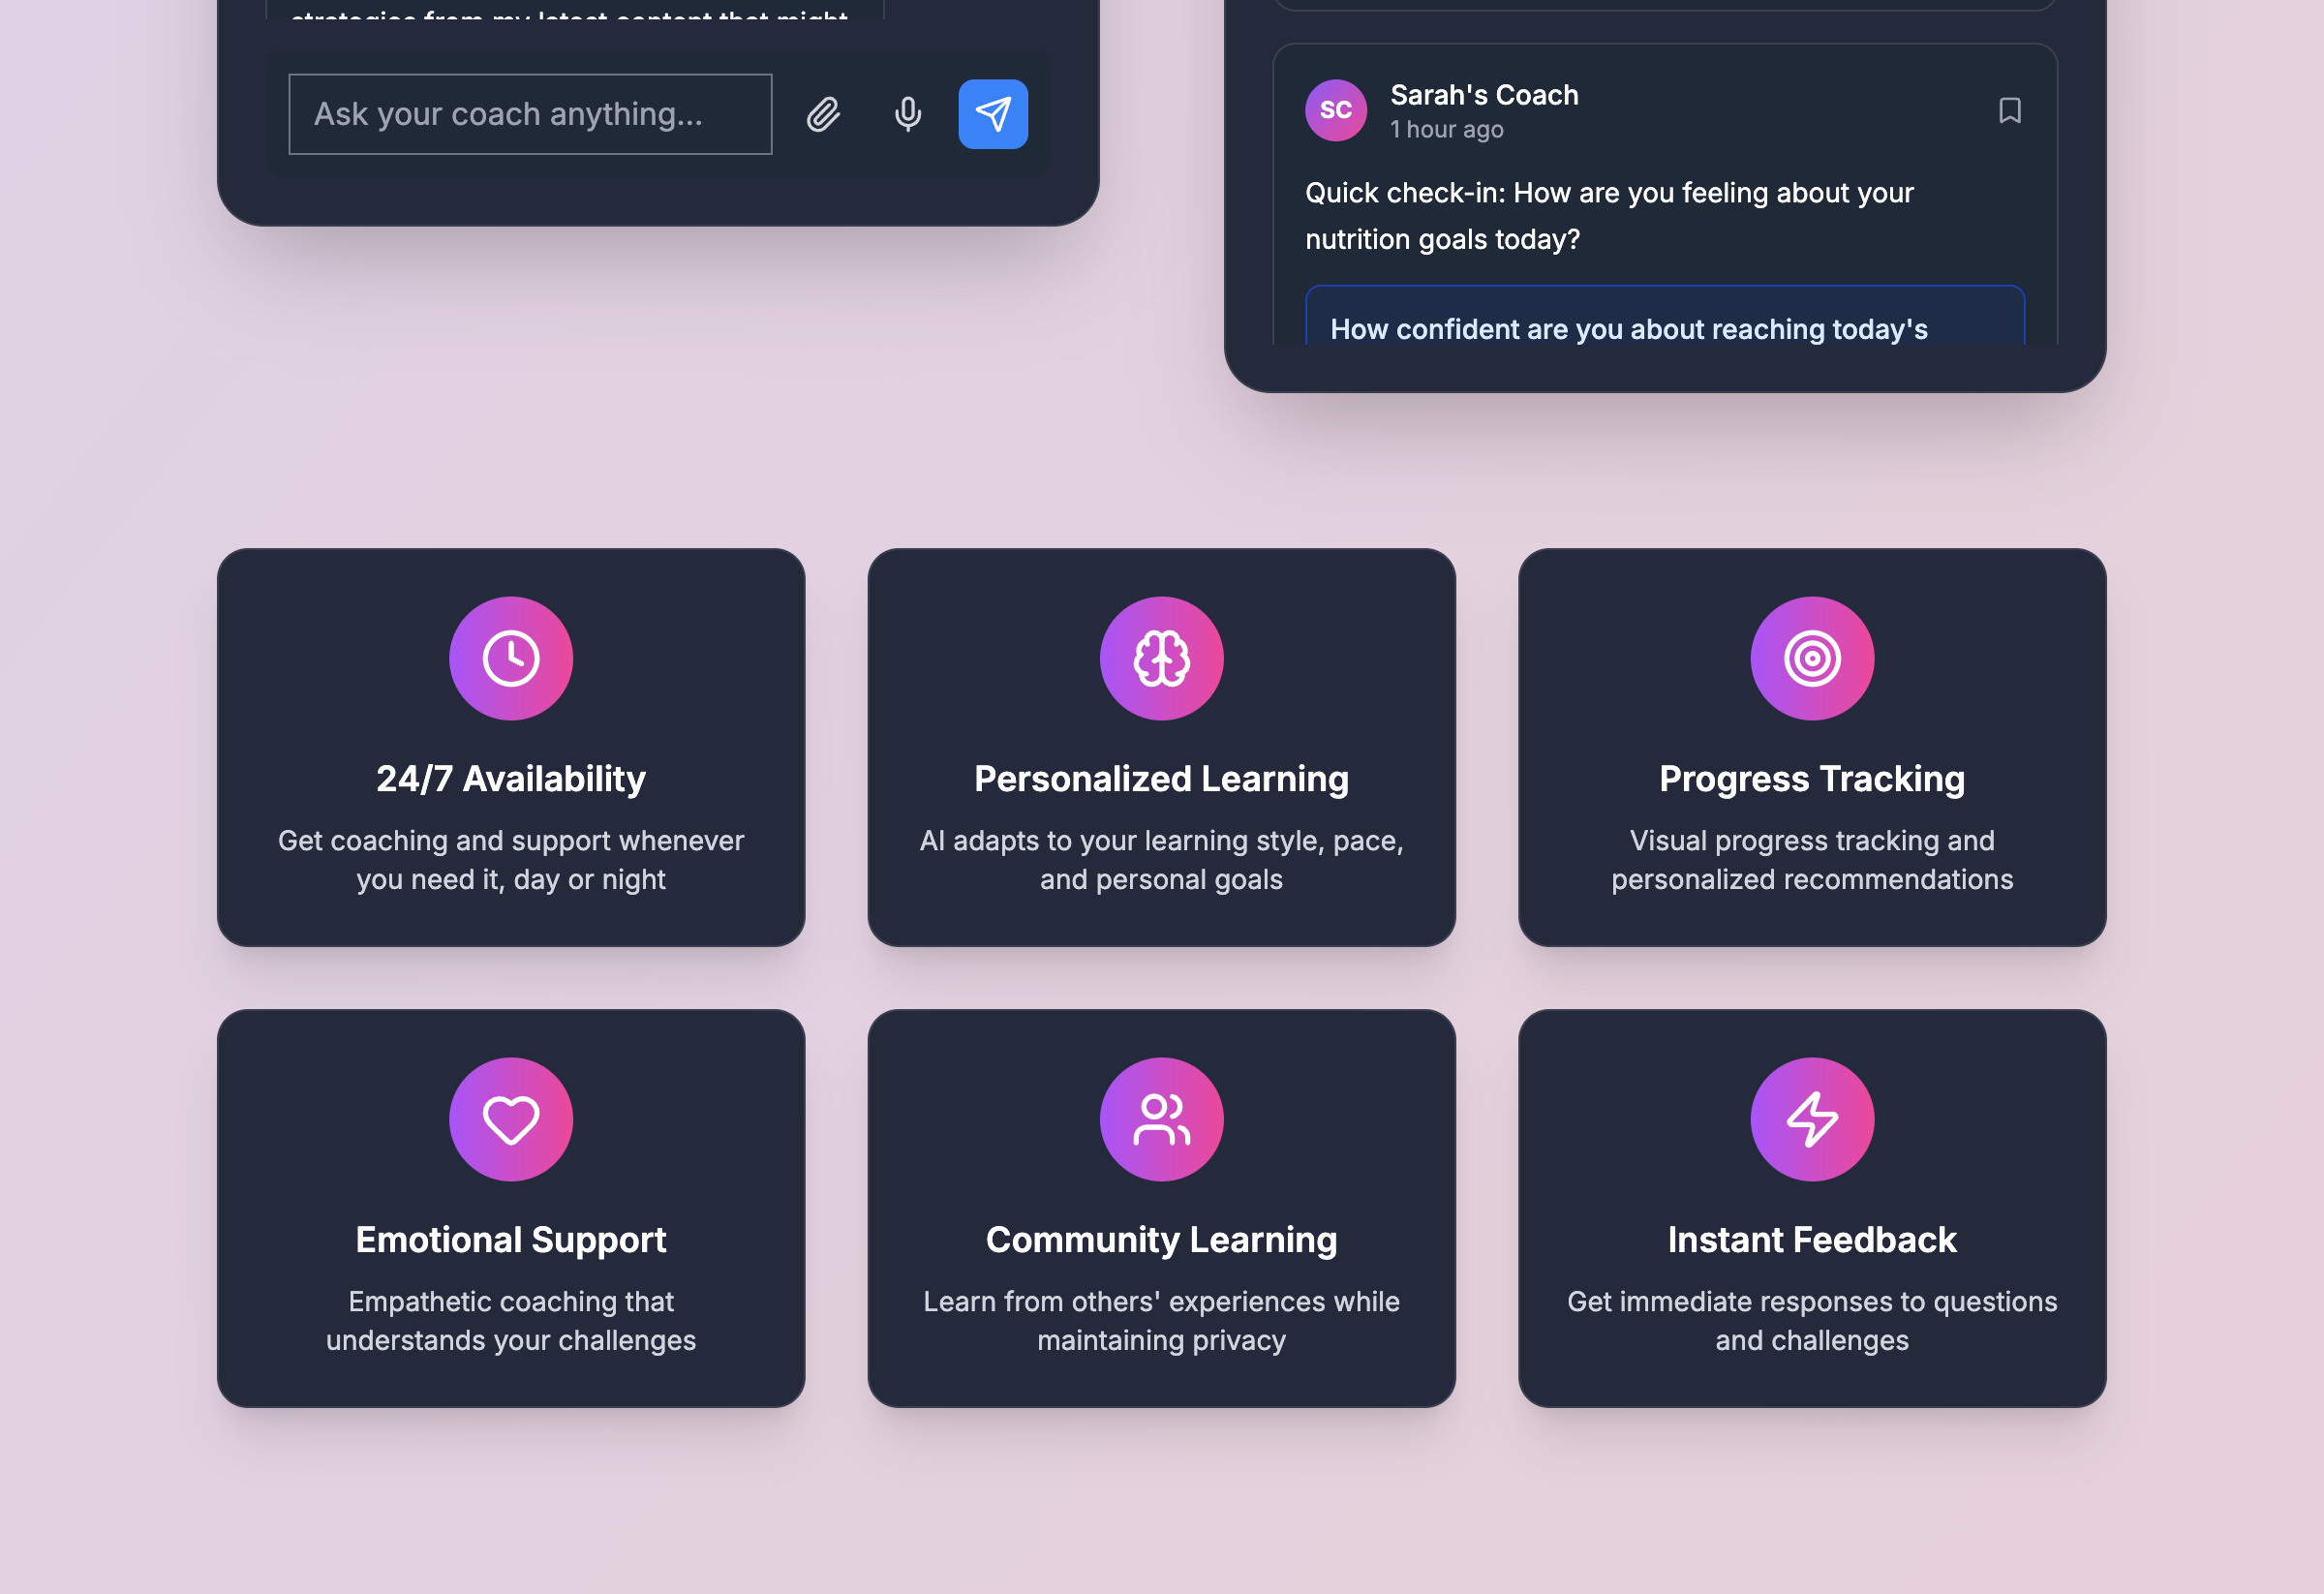 strategies from my latest content that might
Ask your coach anything...
SC
Sarah's Coach
1 hour ago
Quick check-in: How are you feeling about your
nutrition goals today?
How confident are you about reaching today's
24/7 Availability
Get coaching and support whenever
you need it, day or night
Personalized Learning
AI adapts to your learning style, pace,
and personal goals
Progress Tracking
Visual progress tracking and
personalized recommendations
Emotional Support
Empathetic coaching that
understands your challenges
Community Learning
Learn from others' experiences while
maintaining privacy
Instant Feedback
Get immediate responses to questions
and challenges